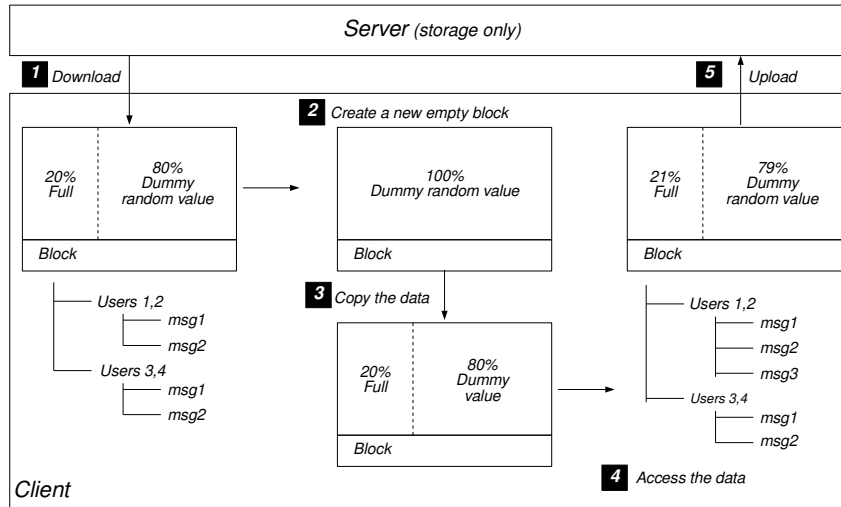 Server (storage only)
1 Download
5 Upload
2 Create a new empty block
20%
Full
80%
Dummy
random value
Block
100%
Dummy random value
Block
21%
Full
79%
Dummy
random value
Block
3 Copy the data
Users 1,2
msg1
msg2
Users 3,4
msg1
msg2
20%
Full
80%
Dummy
value
Block
Users 1,2
msg1
msg2
msg3
Users 3,4
msg1
msg2
4 Access the data
Client